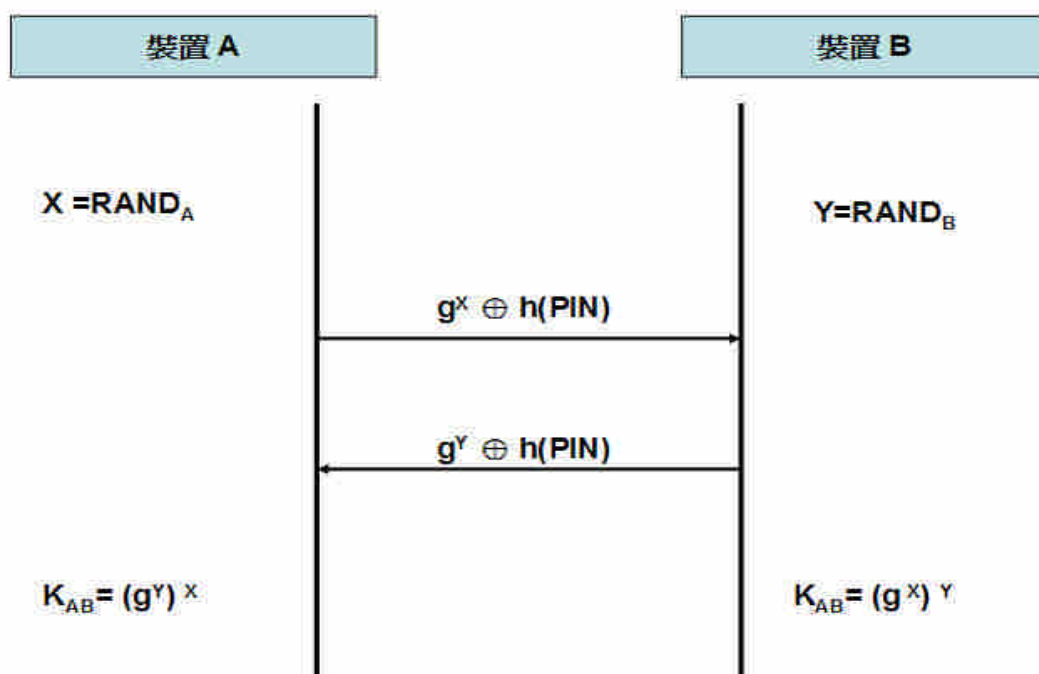 裝置 A
裝置 B
X =RAND_A
Y=RAND_B
g^X ⊕ h(PIN)
g^Y ⊕ h(PIN)
K_AB= (g^Y) ^X
K_AB= (g ^X) ^Y